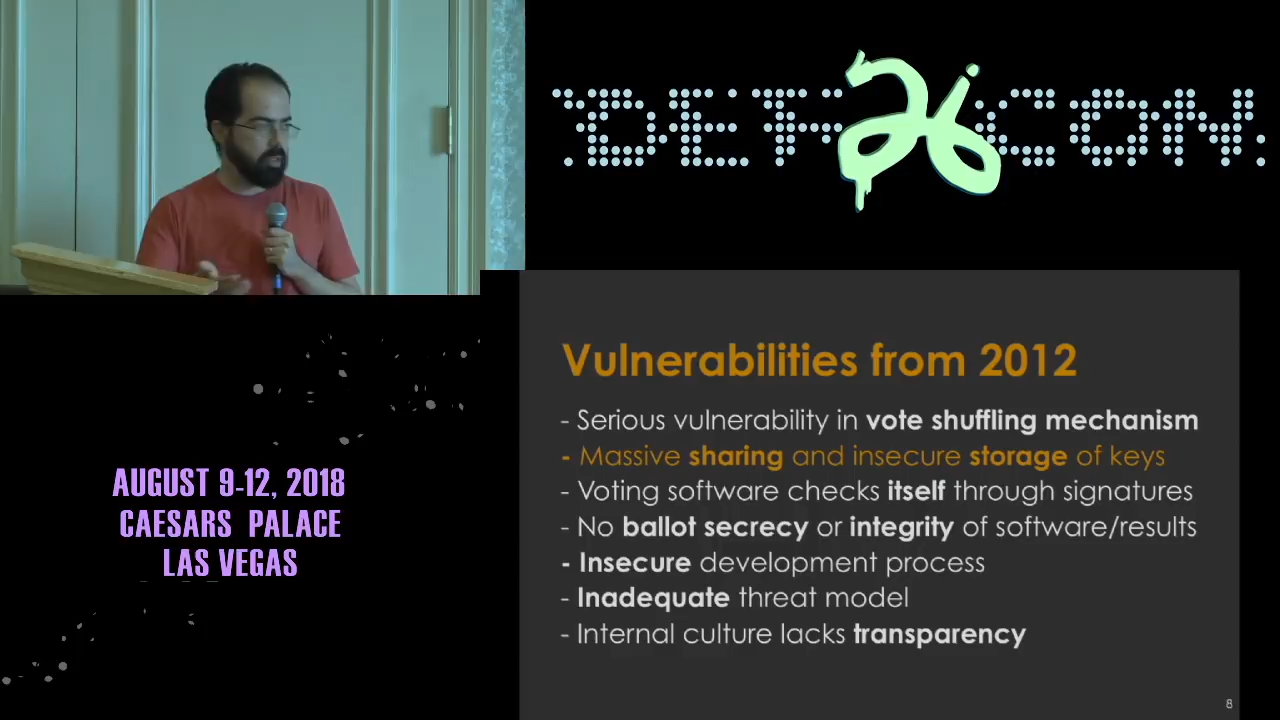 DEF 26 CON
Vulnerabilities from 2012
- Serious vulnerability in vote shuffling mechanism
- Massive sharing and insecure storage of keys
- Voting software checks itself through signatures
- No ballot secrecy or integrity of software/results
- Insecure development process
- Inadequate threat model
- Internal culture lacks transparency
8
AUGUST 9-12, 2018
CAESARS PALACE
LAS VEGAS